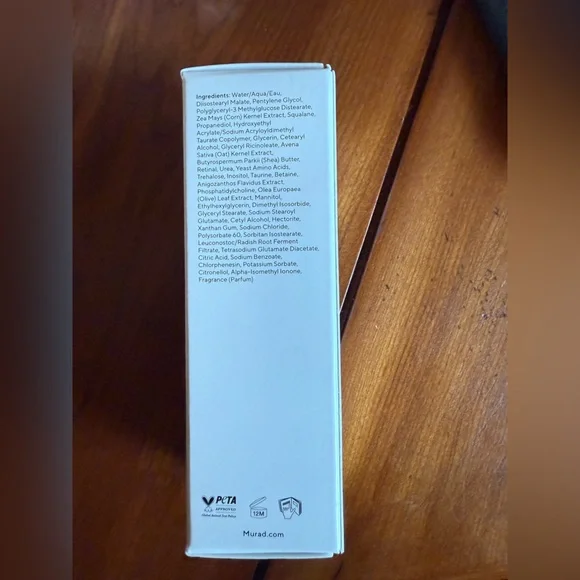 Ingredients: Water/Aqua/Eau,
Diisostearyl Malate, Pentylene Glycol,
Polyglyceryl-3 Methylglucose Distearate,
Zea Mays (Corn) Kernel Extract, Squalane,
Propanediol, Hydroxyethyl
Acrylate/Sodium Acryloyldimethyl
Taurate Copolymer, Glycerin, Cetearyl
Alcohol, Glyceryl Ricinoleate, Avena
Sativa (Oat) Kernel Extract,
Butyrospermum Parkii (Shea) Butter,
Retinal, Urea, Yeast Amino Acids,
Trehalose, Inositol, Taurine, Betaine,
Anigozanthos Flavidus Extract,
Phosphatidylcholine, Olea Europaea
(Olive) Leaf Extract, Mannitol,
Ethylhexylglycerin, Dimethyl Isosorbide,
Glyceryl Stearate, Sodium Stearoyl
Glutamate, Cetyl Alcohol, Hectorite,
Xanthan Gum, Sodium Chloride,
Polysorbate 60, Sorbitan Isostearate,
Leuconostoc/Radish Root Ferment
Filtrate, Tetrasodium Glutamate Diacetate,
Citric Acid, Sodium Benzoate,
Chlorphenesin, Potassium Sorbate,
Citronellol, Alpha-Isomethyl Ionone,
Fragrance (Parfum)
PeTA
APPROVED
12M
Murad.com